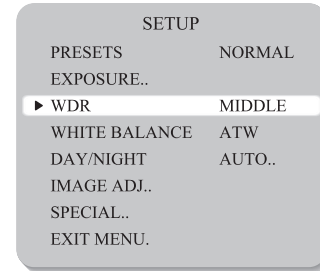 SETUP
PRESETS NORMAL
EXPOSURE..
WDR MIDDLE
WHITE BALANCE ATW
DAY/NIGHT AUTO..
IMAGE ADJ..
SPECIAL..
EXIT MENU.